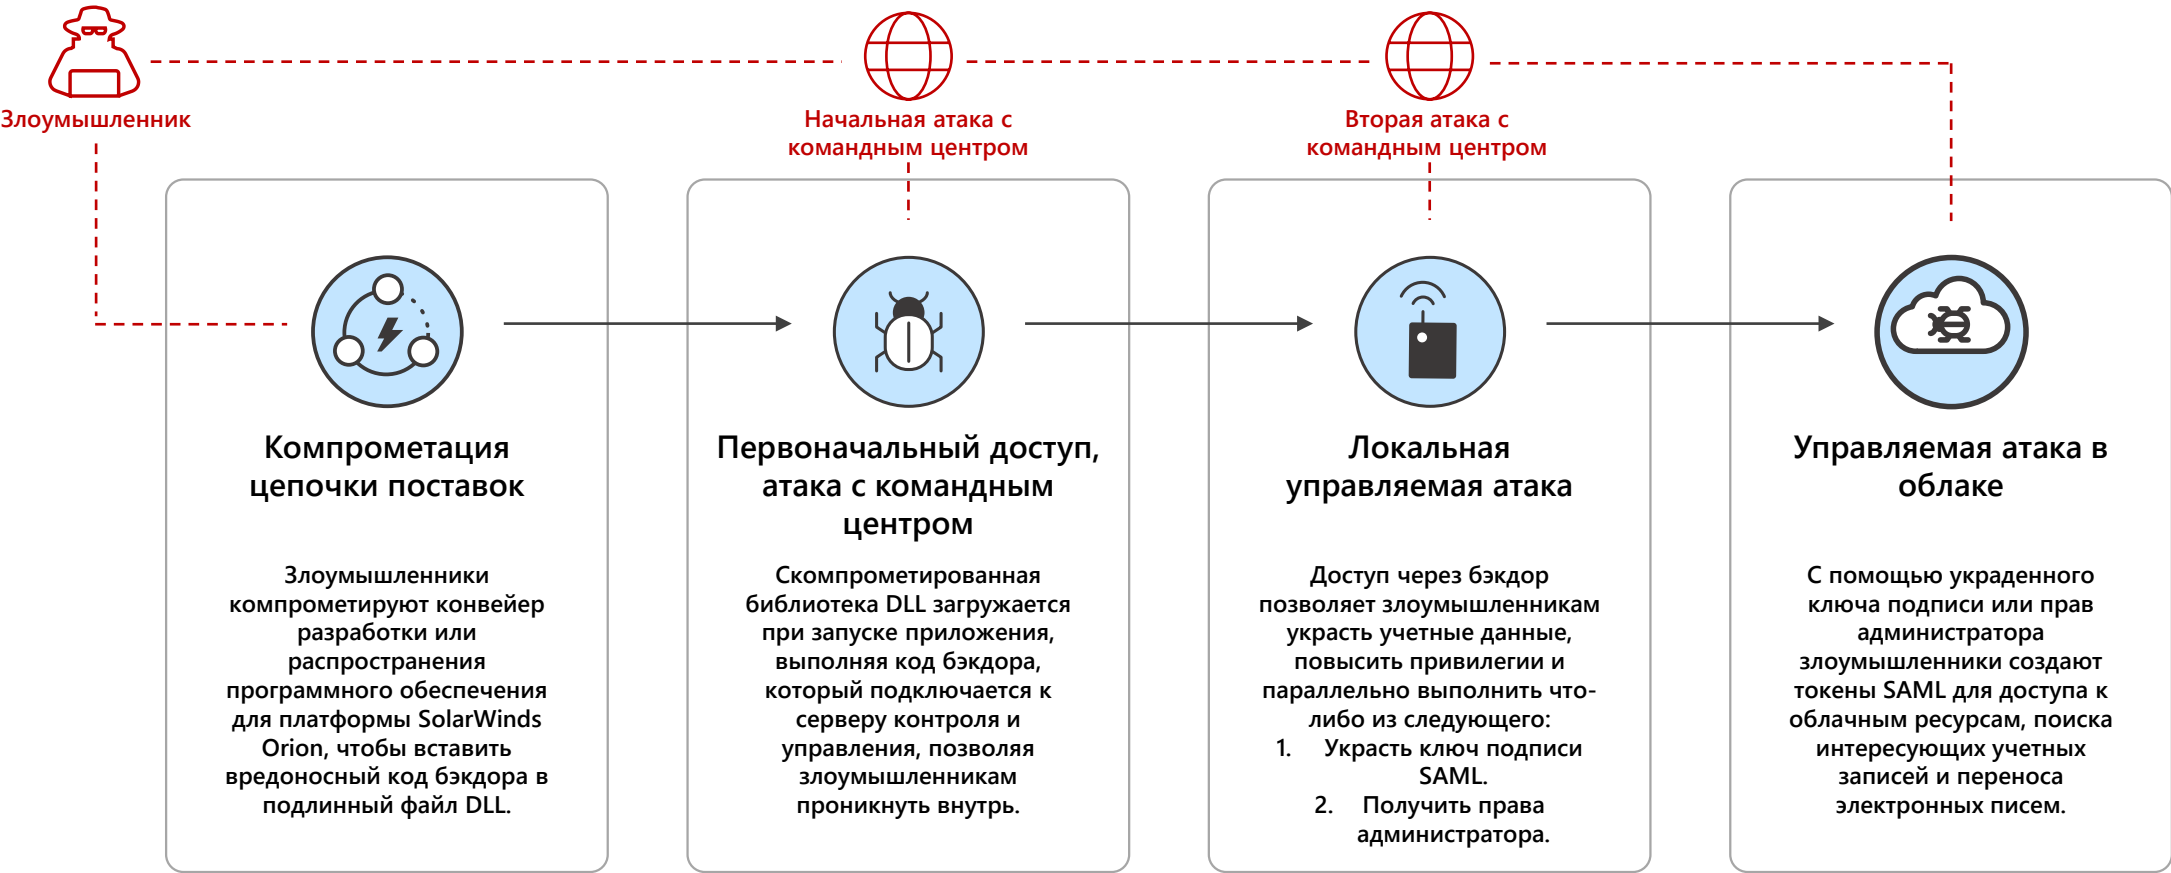 Злоумышленник
Начальная атака с
командным центром
Вторая атака с
командным центром
Компрометация
цепочки поставок
Злоумышленники
компрометируют конвейер
разработки или
распространения
программного обеспечения
для платформы SolarWinds
Orion, чтобы вставить
вредоносный код бэкдора в
подлинный файл DLL.
Первоначальный доступ,
атака с командным
центром
Скомпрометированная
библиотека DLL загружается
при запуске приложения,
выполняя код бэкдора,
который подключается к
серверу контроля и
управления, позволяя
злоумышленникам
проникнуть внутрь.
Локальная
управляемая атака
Доступ через бэкдор
позволяет злоумышленникам
украсть учетные данные,
повысить привилегии и
параллельно выполнить что-
либо из следующего:
1. Украсть ключ подписи
SAML.
2. Получить права
администратора.
Управляемая атака в
облаке
С помощью украденного
ключа подписи или прав
администратора
злоумышленники создают
токены SAML для доступа к
облачным ресурсам, поиска
интересующих учетных
записей и переноса
электронных писем.